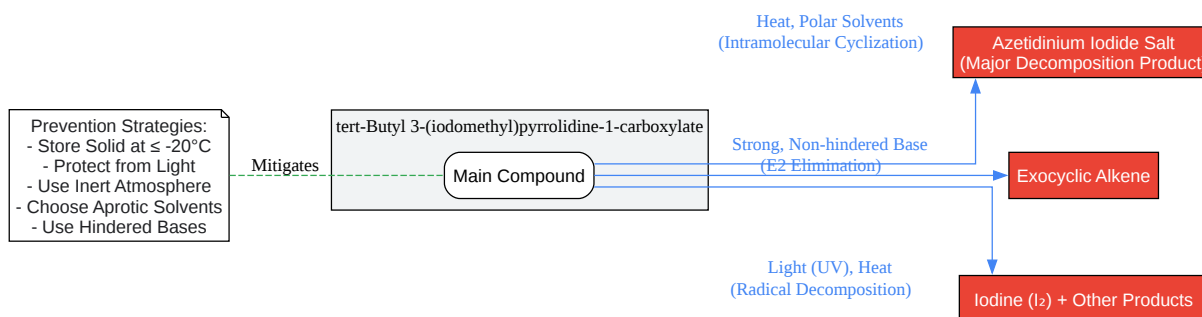 Prevention Strategies:
- Store Solid at ≤ -20°C
- Protect from Light
- Use Inert Atmosphere
- Choose Aprotic Solvents
- Use Hindered Bases
Mitigates
tert-Butyl 3-(iodomethyl)pyrrolidine-1-carboxylate
Main Compound
Heat, Polar Solvents
(Intramolecular Cyclization)
Strong, Non-hindered Base
(E2 Elimination)
Light (UV), Heat
(Radical Decomposition)
Azetidinium Iodide Salt
(Major Decomposition Product
Exocyclic Alkene
Iodine (I₂) + Other Products